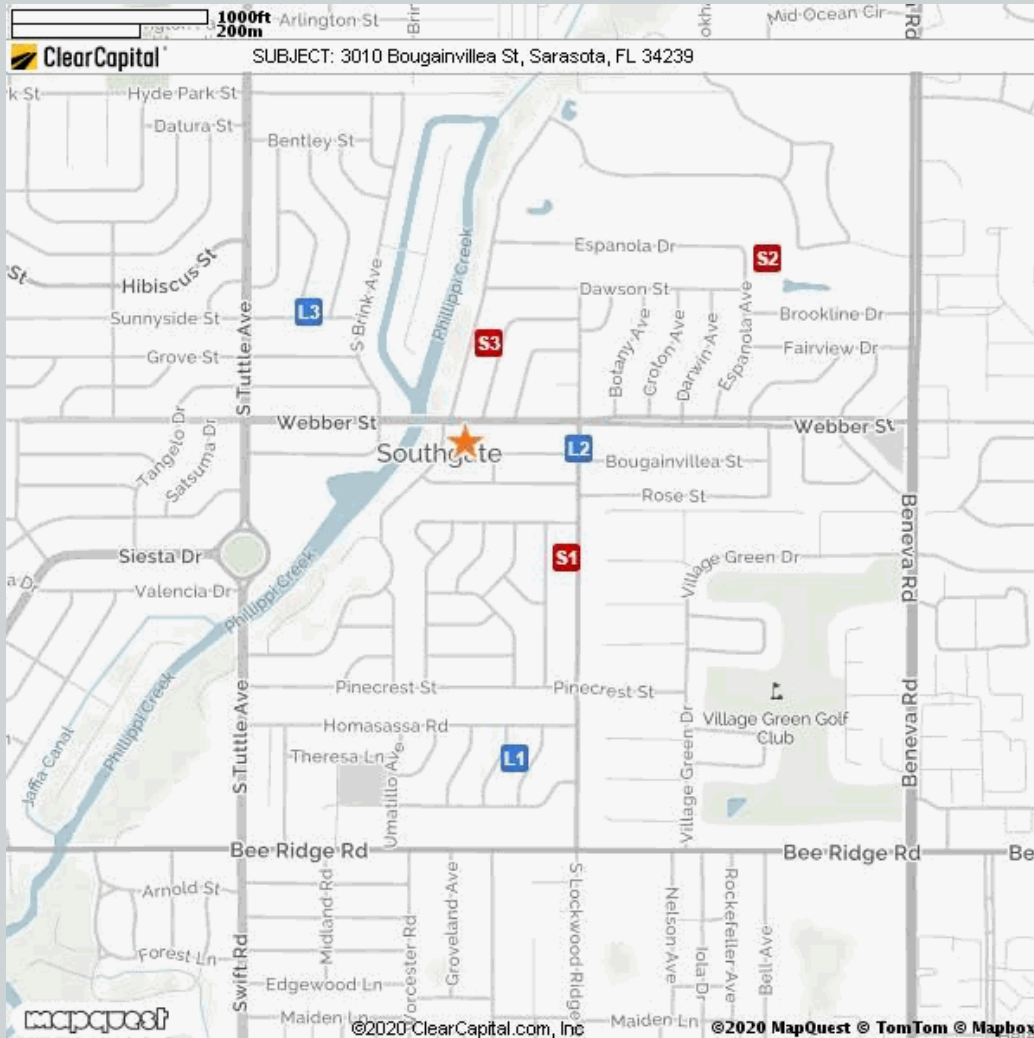 1000ft
200m
Arlington St
Mid Ocean Cir
Rd
ClearCapital
SUBJECT: 3010 Bougainvillea St, Sarasota, FL 34239
k St
Hyde Park St
Datura St
Bentley St
Espanola Dr
S2
St
Hibiscus St
Dawson St
S Brink Ave
Phillippi Creek
Sunnyside St
L3
Brookline Dr
S Tuttle Ave
Grove St
S3
Botany Ave
Croton Ave
Darwin Ave
Espanola Ave
Fairview Dr
Webber St
Webber St
Tangelo Dr
Satsuma Dr
Southgate
L2
Bougainvillea St
Rose St
Beneva Rd
Siesta Dr
S1
Village Green Dr
a Dr
Valencia Dr
Phillippi Creek
Pinecrest St
Pinecrest St
Phillippi Creek
Jaffia Canal
S Tuttle Ave
Homasassa Rd
Village Green Golf
Club
Beneva Rd
Theresa Ln
Umatillo Ave
L1
Village Green Dr
Bee Ridge Rd
Bee Ridge Rd
Be
Arnold St
Midland Rd
Groveland Ave
S Lockwood Ridge
Nelson Ave
Rockefeller Ave
Bell Ave
Forest Ln
Swift Rd
Worcester Rd
Iola Dr
Edgewood Ln
mapquest
Maiden Ln
©2020 ClearCapital.com, Inc
Maiden Ln
©2020 MapQuest © TomTom © Mapbox